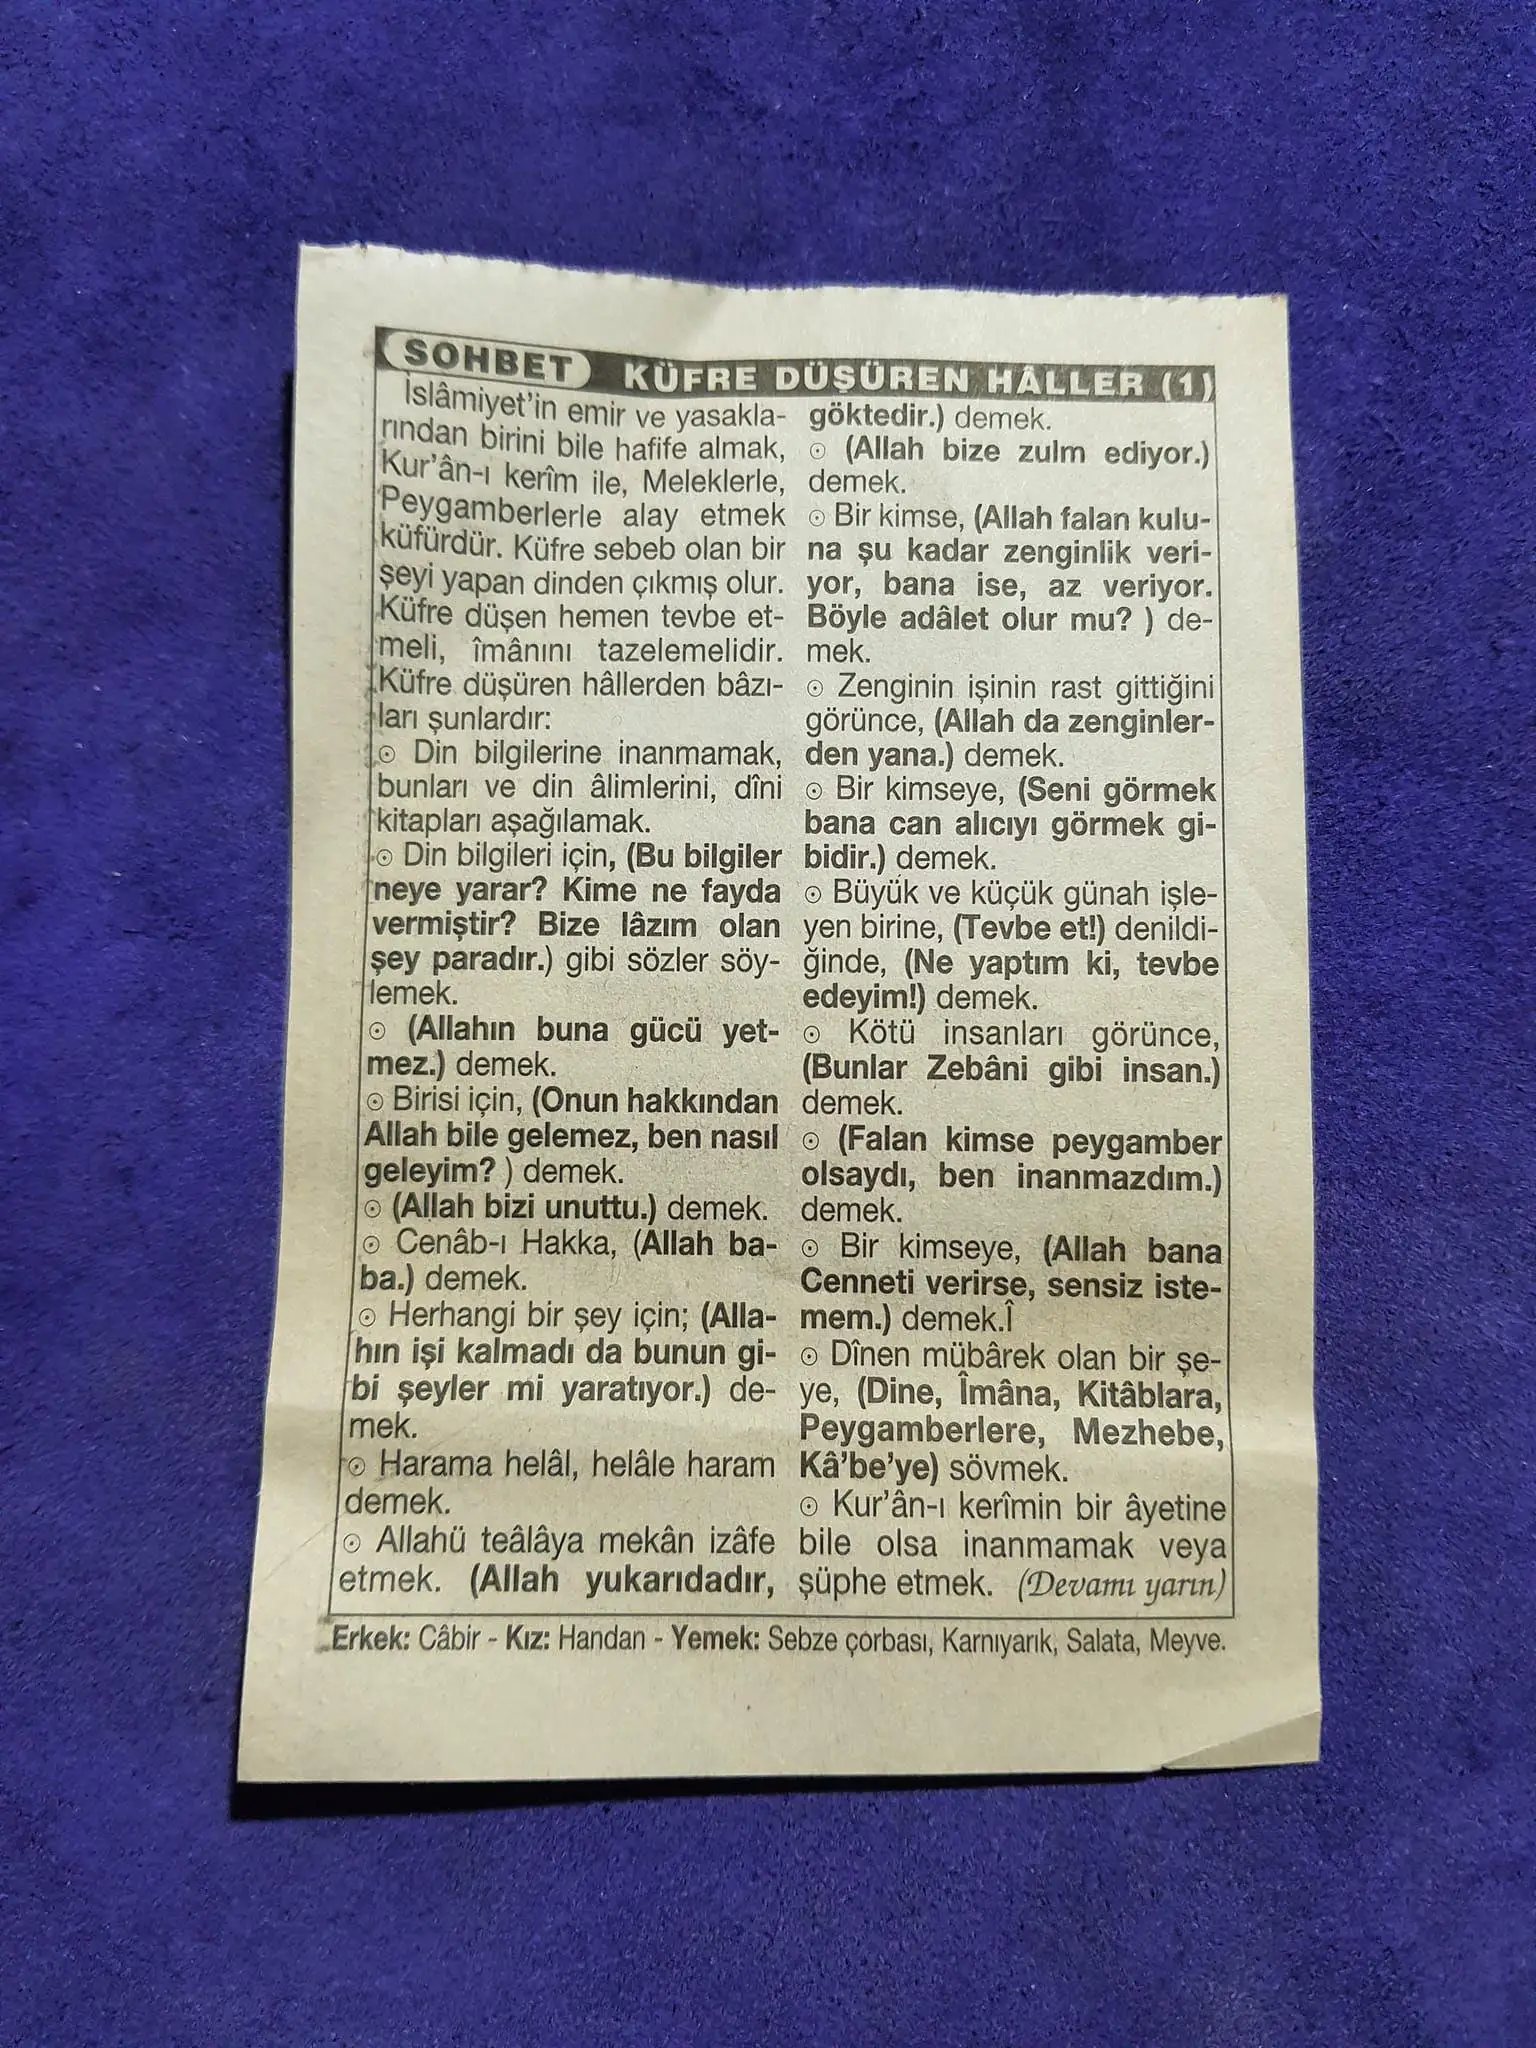 SOHBET KÜFRE DÜŞÜREN HÂLLER (1)
İslâmiyet'in emir ve yasakla-
rından birini bile hafife almak,
Kur'ân-ı kerîm ile, Meleklerle,
Peygamberlerle alay etmek
küfürdür. Küfre sebeb olan bir
şeyi yapan dinden çıkmış olur.
Küfre düşen hemen tevbe et-
meli, îmânını tazelemelidir.
Küfre düşüren hâllerden bâzı-
ları şunlardır:
⊙ Din bilgilerine inanmamak,
bunları ve din âlimlerini, dîni
kitapları aşağılamak.
⊙ Din bilgileri için, (Bu bilgiler
neye yarar? Kime ne fayda
vermiştir? Bize lâzım olan
şey paradır.) gibi sözler söy-
lemek.
⊙ (Allahın buna gücü yet-
mez.) demek.
⊙ Birisi için, (Onun hakkından
Allah bile gelemez, ben nasıl
geleyim? ) demek.
⊙ (Allah bizi unuttu.) demek.
⊙ Cenâb-ı Hakka, (Allah ba-
ba.) demek.
⊙ Herhangi bir şey için; (Alla-
hın işi kalmadı da bunun gi-
bi şeyler mi yaratıyor.) de-
mek.
⊙ Harama helâl, helâle haram
demek.
⊙ Allahü teâlâya mekân izâfe
etmek. (Allah yukarıdadır,
göktedir.) demek.
⊙ (Allah bize zulm ediyor.)
demek.
⊙ Bir kimse, (Allah falan kulu-
na şu kadar zenginlik veri-
yor, bana ise, az veriyor.
Böyle adâlet olur mu? ) de-
mek.
⊙ Zenginin işinin rast gittiğini
görünce, (Allah da zenginler-
den yana.) demek.
⊙ Bir kimseye, (Seni görmek
bana can alıcıyı görmek gi-
bidir.) demek.
⊙ Büyük ve küçük günah işle-
yen birine, (Tevbe et!) denildi-
ğinde, (Ne yaptım ki, tevbe
edeyim!) demek.
⊙ Kötü insanları görünce,
(Bunlar Zebâni gibi insan.)
demek.
⊙ (Falan kimse peygamber
olsaydı, ben inanmazdım.)
demek.
⊙ Bir kimseye, (Allah bana
Cenneti verirse, sensiz iste-
mem.) demek.Î
⊙ Dînen mübârek olan bir şe-
ye, (Dine, Îmâna, Kitâblara,
Peygamberlere, Mezhebe,
Kâ'be'ye) sövmek.
⊙ Kur'ân-ı kerîmin bir âyetine
bile olsa inanmamak veya
şüphe etmek. (Devamı yarın)
Erkek: Câbir - Kız: Handan - Yemek: Sebze çorbası, Karnıyarık, Salata, Meyve.